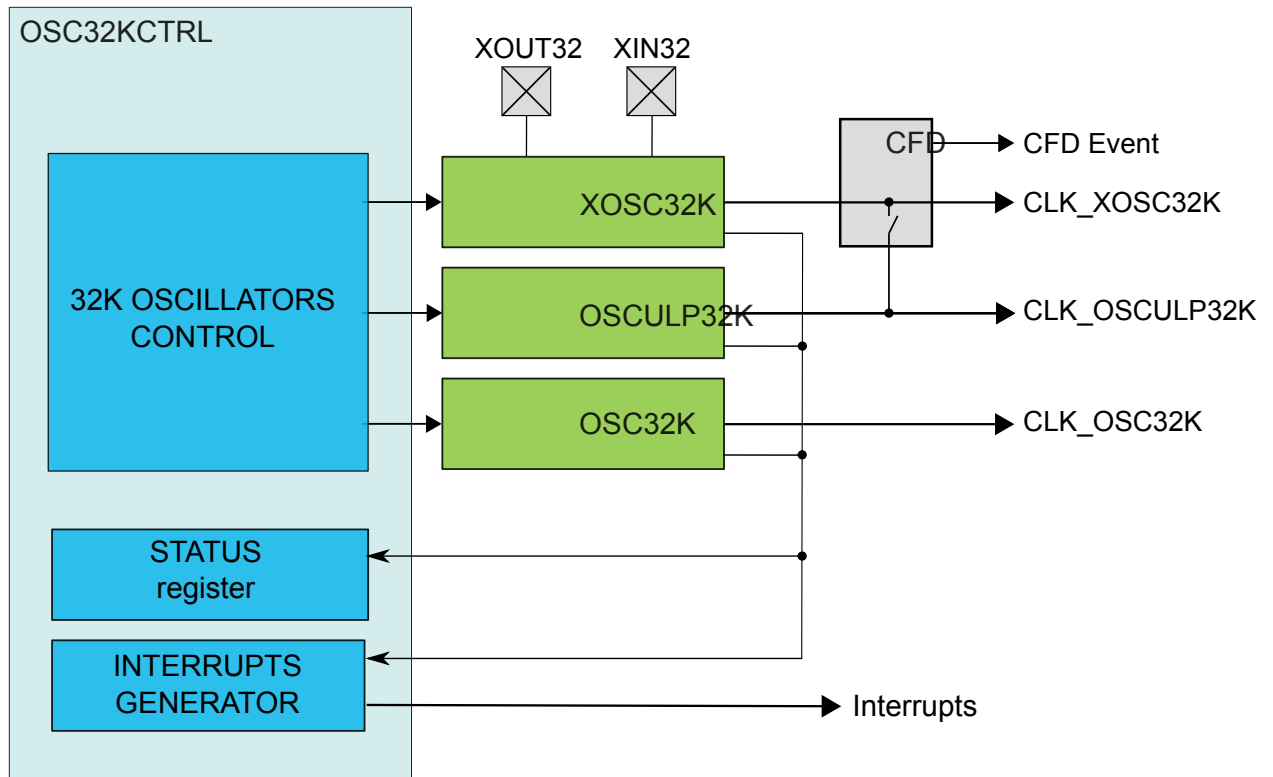 OSC32KCTRL
XOUT32
XIN32
CFD
CFD Event
XOSC32K
CLK_XOSC32K
32K OSCILLATORS
CONTROL
OSCULP32K
CLK_OSCULP32K
OSC32K
CLK_OSC32K
STATUS
register
INTERRUPTS
GENERATOR
Interrupts